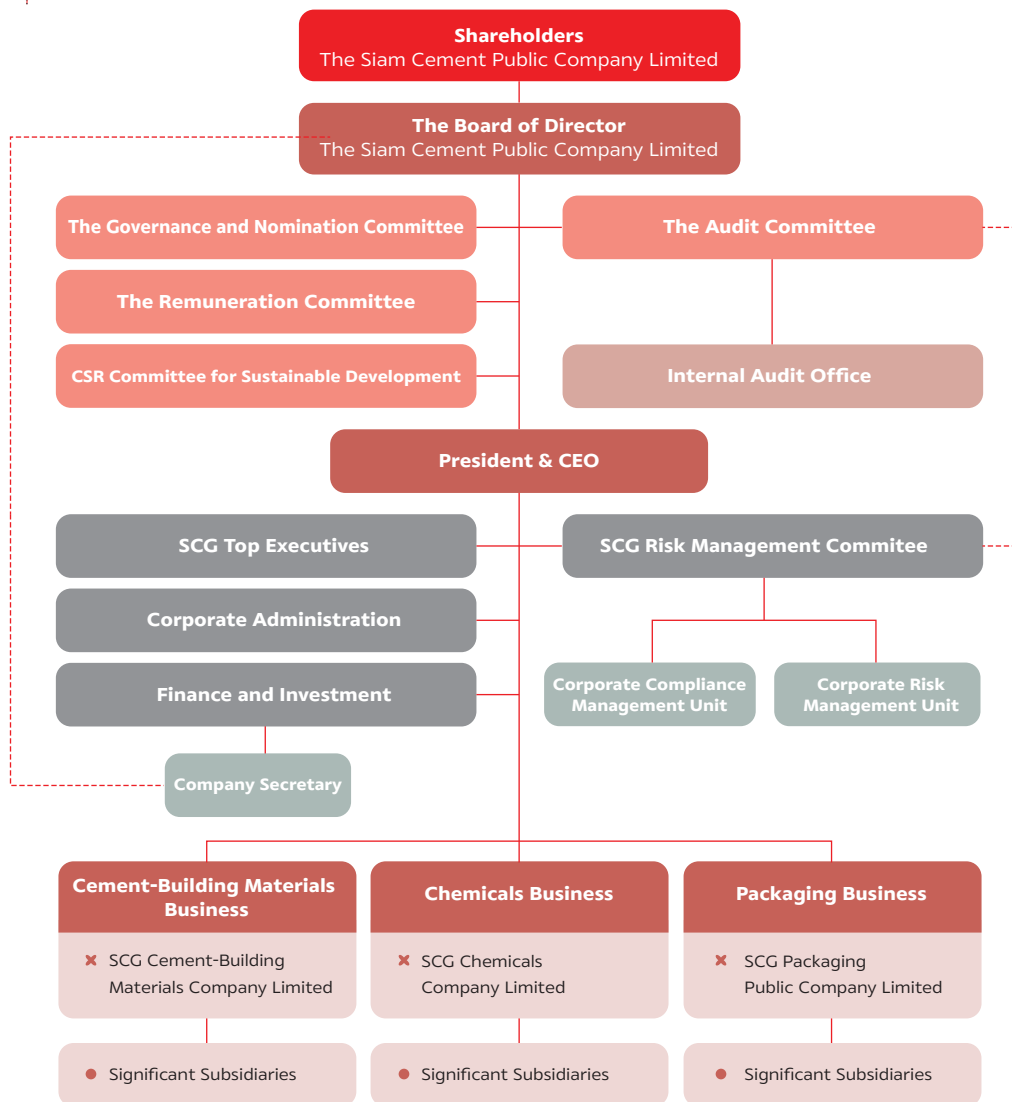 Shareholders
The Siam Cement Public Company Limited
The Board of Director
The Siam Cement Public Company Limited
The Governance and Nomination Committee
The Audit Committee
The Remuneration Committee
CSR Committee for Sustainable Development
Internal Audit Office
President & CEO
SCG Top Executives
SCG Risk Management Commitee
Corporate Administration
Finance and Investment
Corporate Compliance
Management Unit
Corporate Risk
Management Unit
Company Secretary
Cement-Building Materials
Business
SCG Cement-Building
Materials Company Limited
Significant Subsidiaries
Chemicals Business
SCG Chemicals
Company Limited
Significant Subsidiaries
Packaging Business
SCG Packaging
Public Company Limited
Significant Subsidiaries